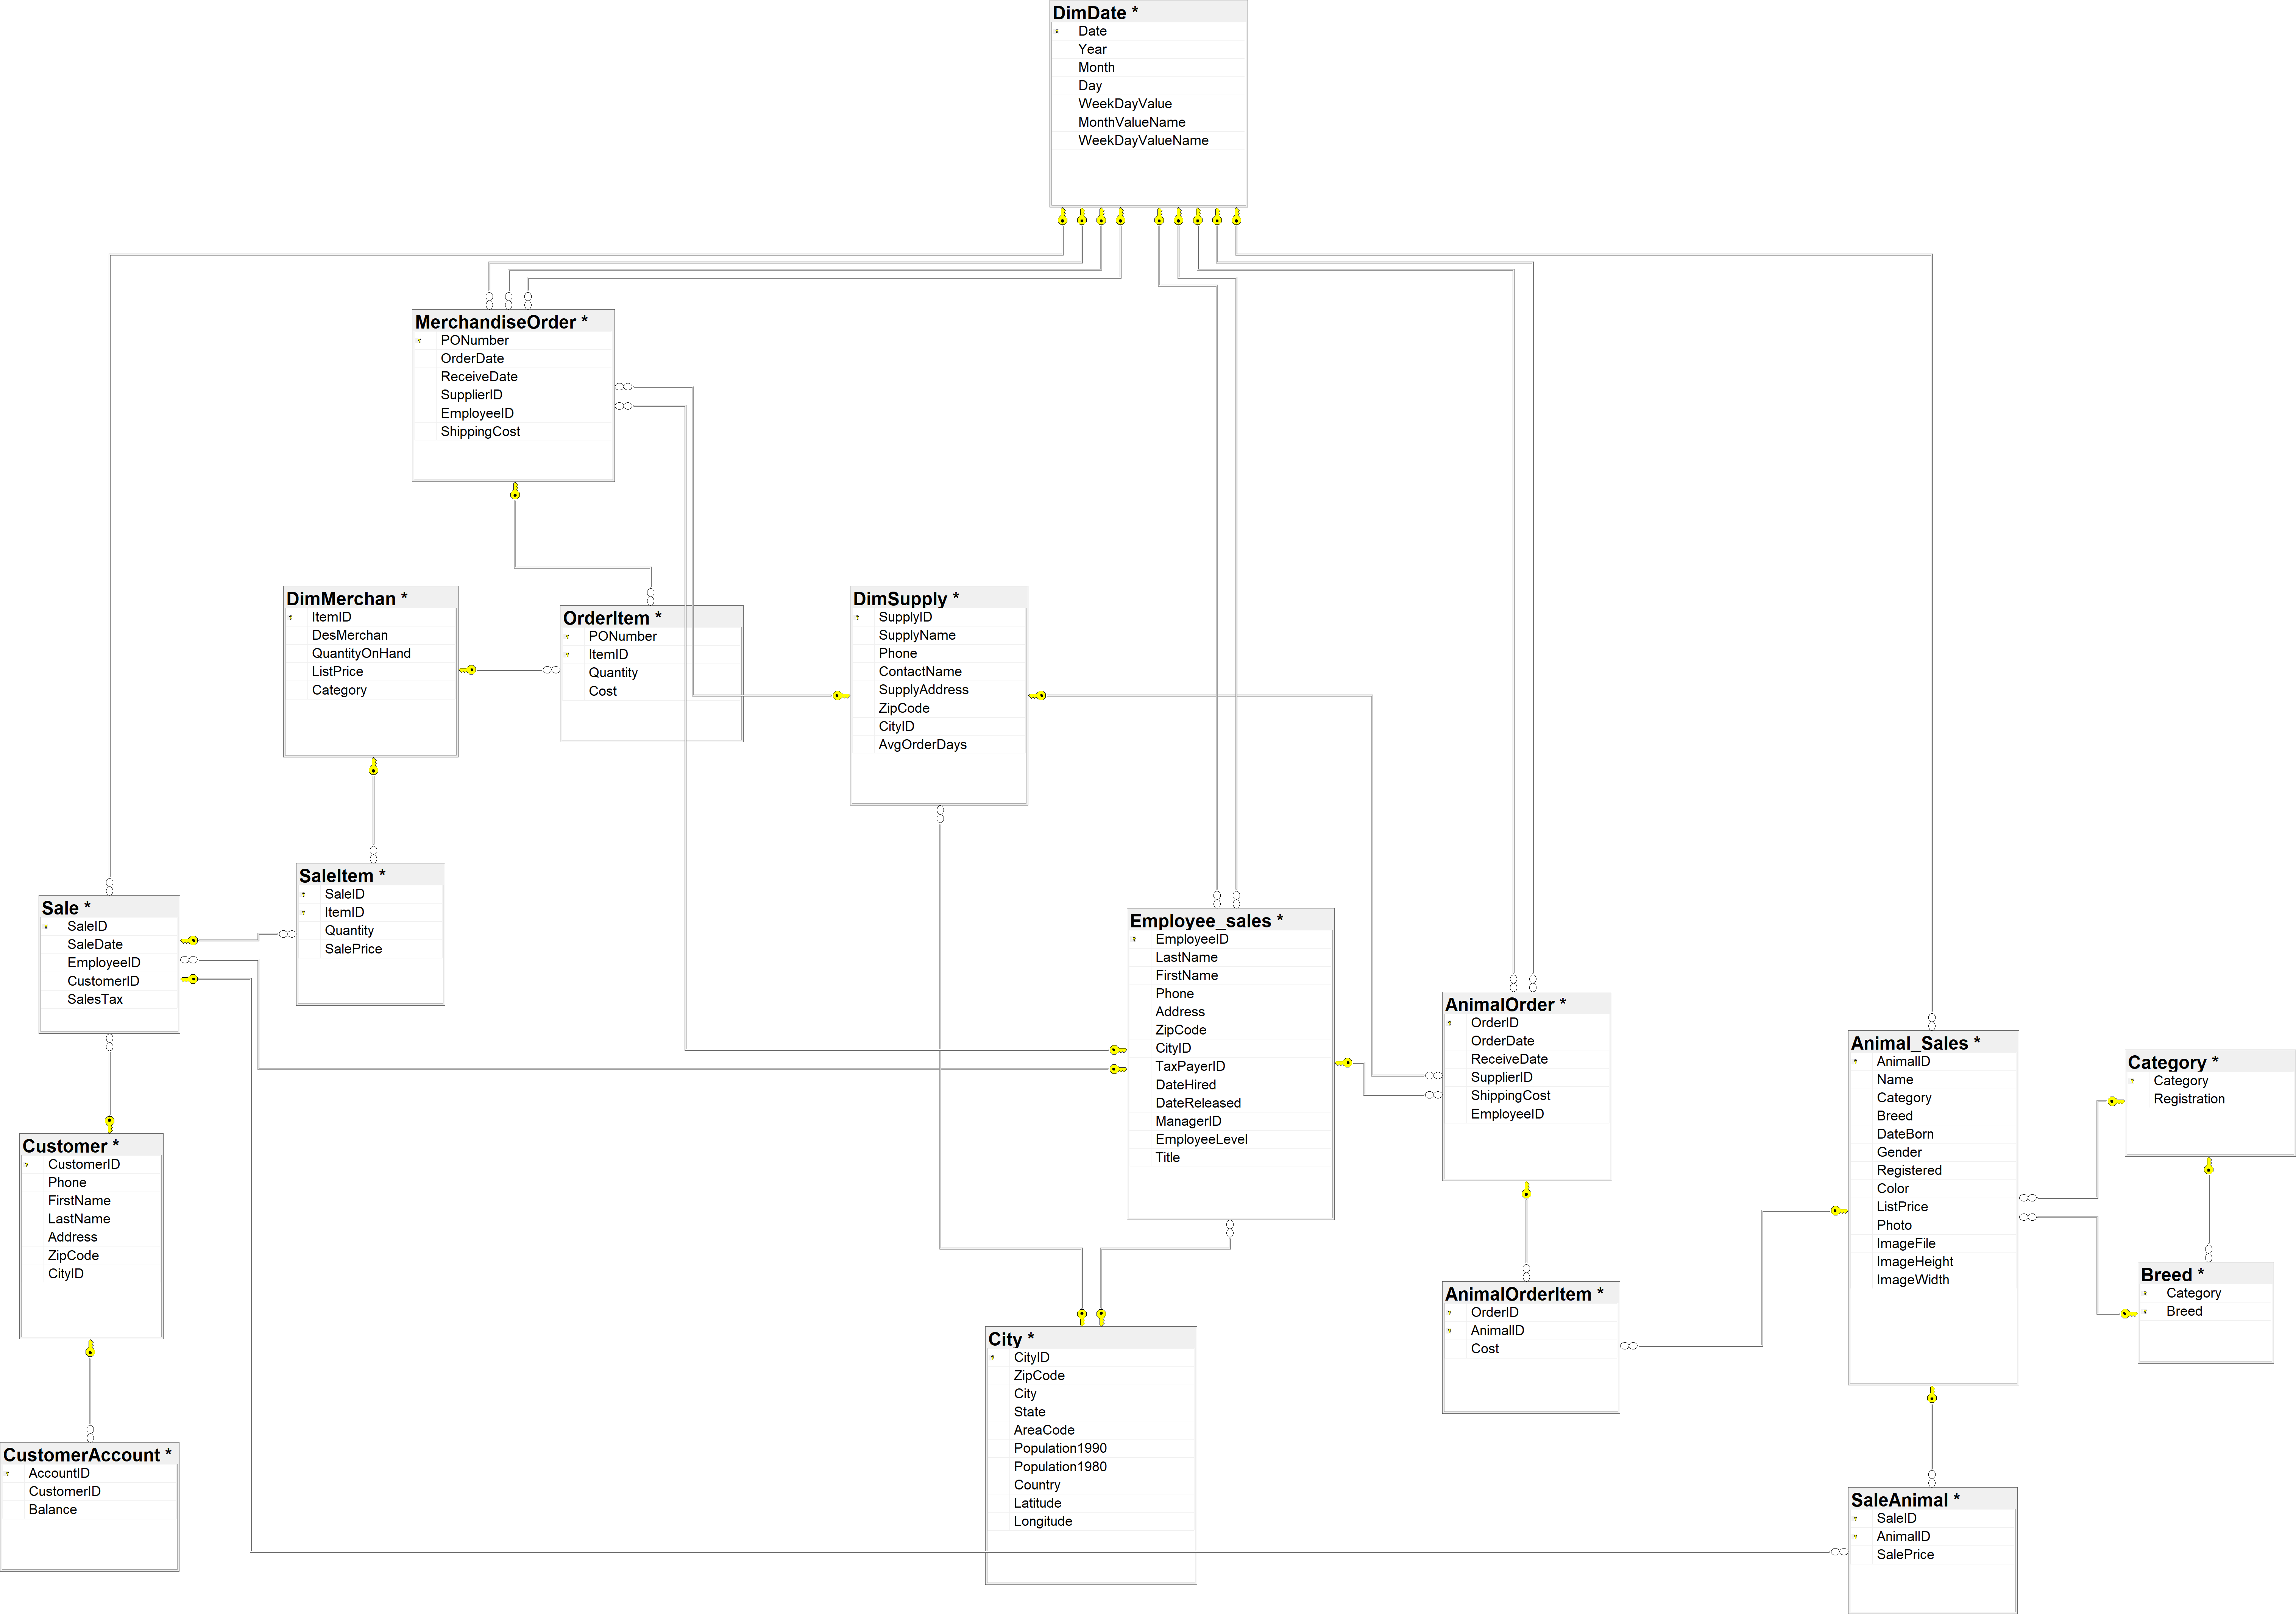 DimDate *
Date
Year
Month
Day
WeekDayValue
MonthValueName
WeekDayValueName
MerchandiseOrder *
PONumber
OrderDate
ReceiveDate
SupplierID
EmployeeID
ShippingCost
DimMerchan *
ItemID
DesMerchan
QuantityOnHand
ListPrice
Category
OrderItem *
PONumber
ItemID
Quantity
Cost
DimSupply *
SupplyID
SupplyName
Phone
ContactName
SupplyAddress
ZipCode
CityID
AvgOrderDays
SaleItem *
SaleID
ItemID
Quantity
SalePrice
Sale *
SaleID
SaleDate
EmployeeID
CustomerID
SalesTax
Employee_sales *
EmployeeID
LastName
FirstName
Phone
Address
ZipCode
CityID
TaxPayerID
DateHired
DateReleased
ManagerID
EmployeeLevel
Title
AnimalOrder *
OrderID
OrderDate
ReceiveDate
SupplierID
ShippingCost
EmployeeID
Animal_Sales *
AnimalID
Name
Category
Breed
DateBorn
Gender
Registered
Color
ListPrice
Photo
ImageFile
ImageHeight
ImageWidth
Category *
Category
Registration
Customer *
CustomerID
Phone
FirstName
LastName
Address
ZipCode
CityID
Breed *
Category
Breed
AnimalOrderItem *
OrderID
AnimalID
Cost
City *
CityID
ZipCode
City
State
AreaCode
Population1990
Population1980
Country
Latitude
Longitude
CustomerAccount *
AccountID
CustomerID
Balance
SaleAnimal *
SaleID
AnimalID
SalePrice